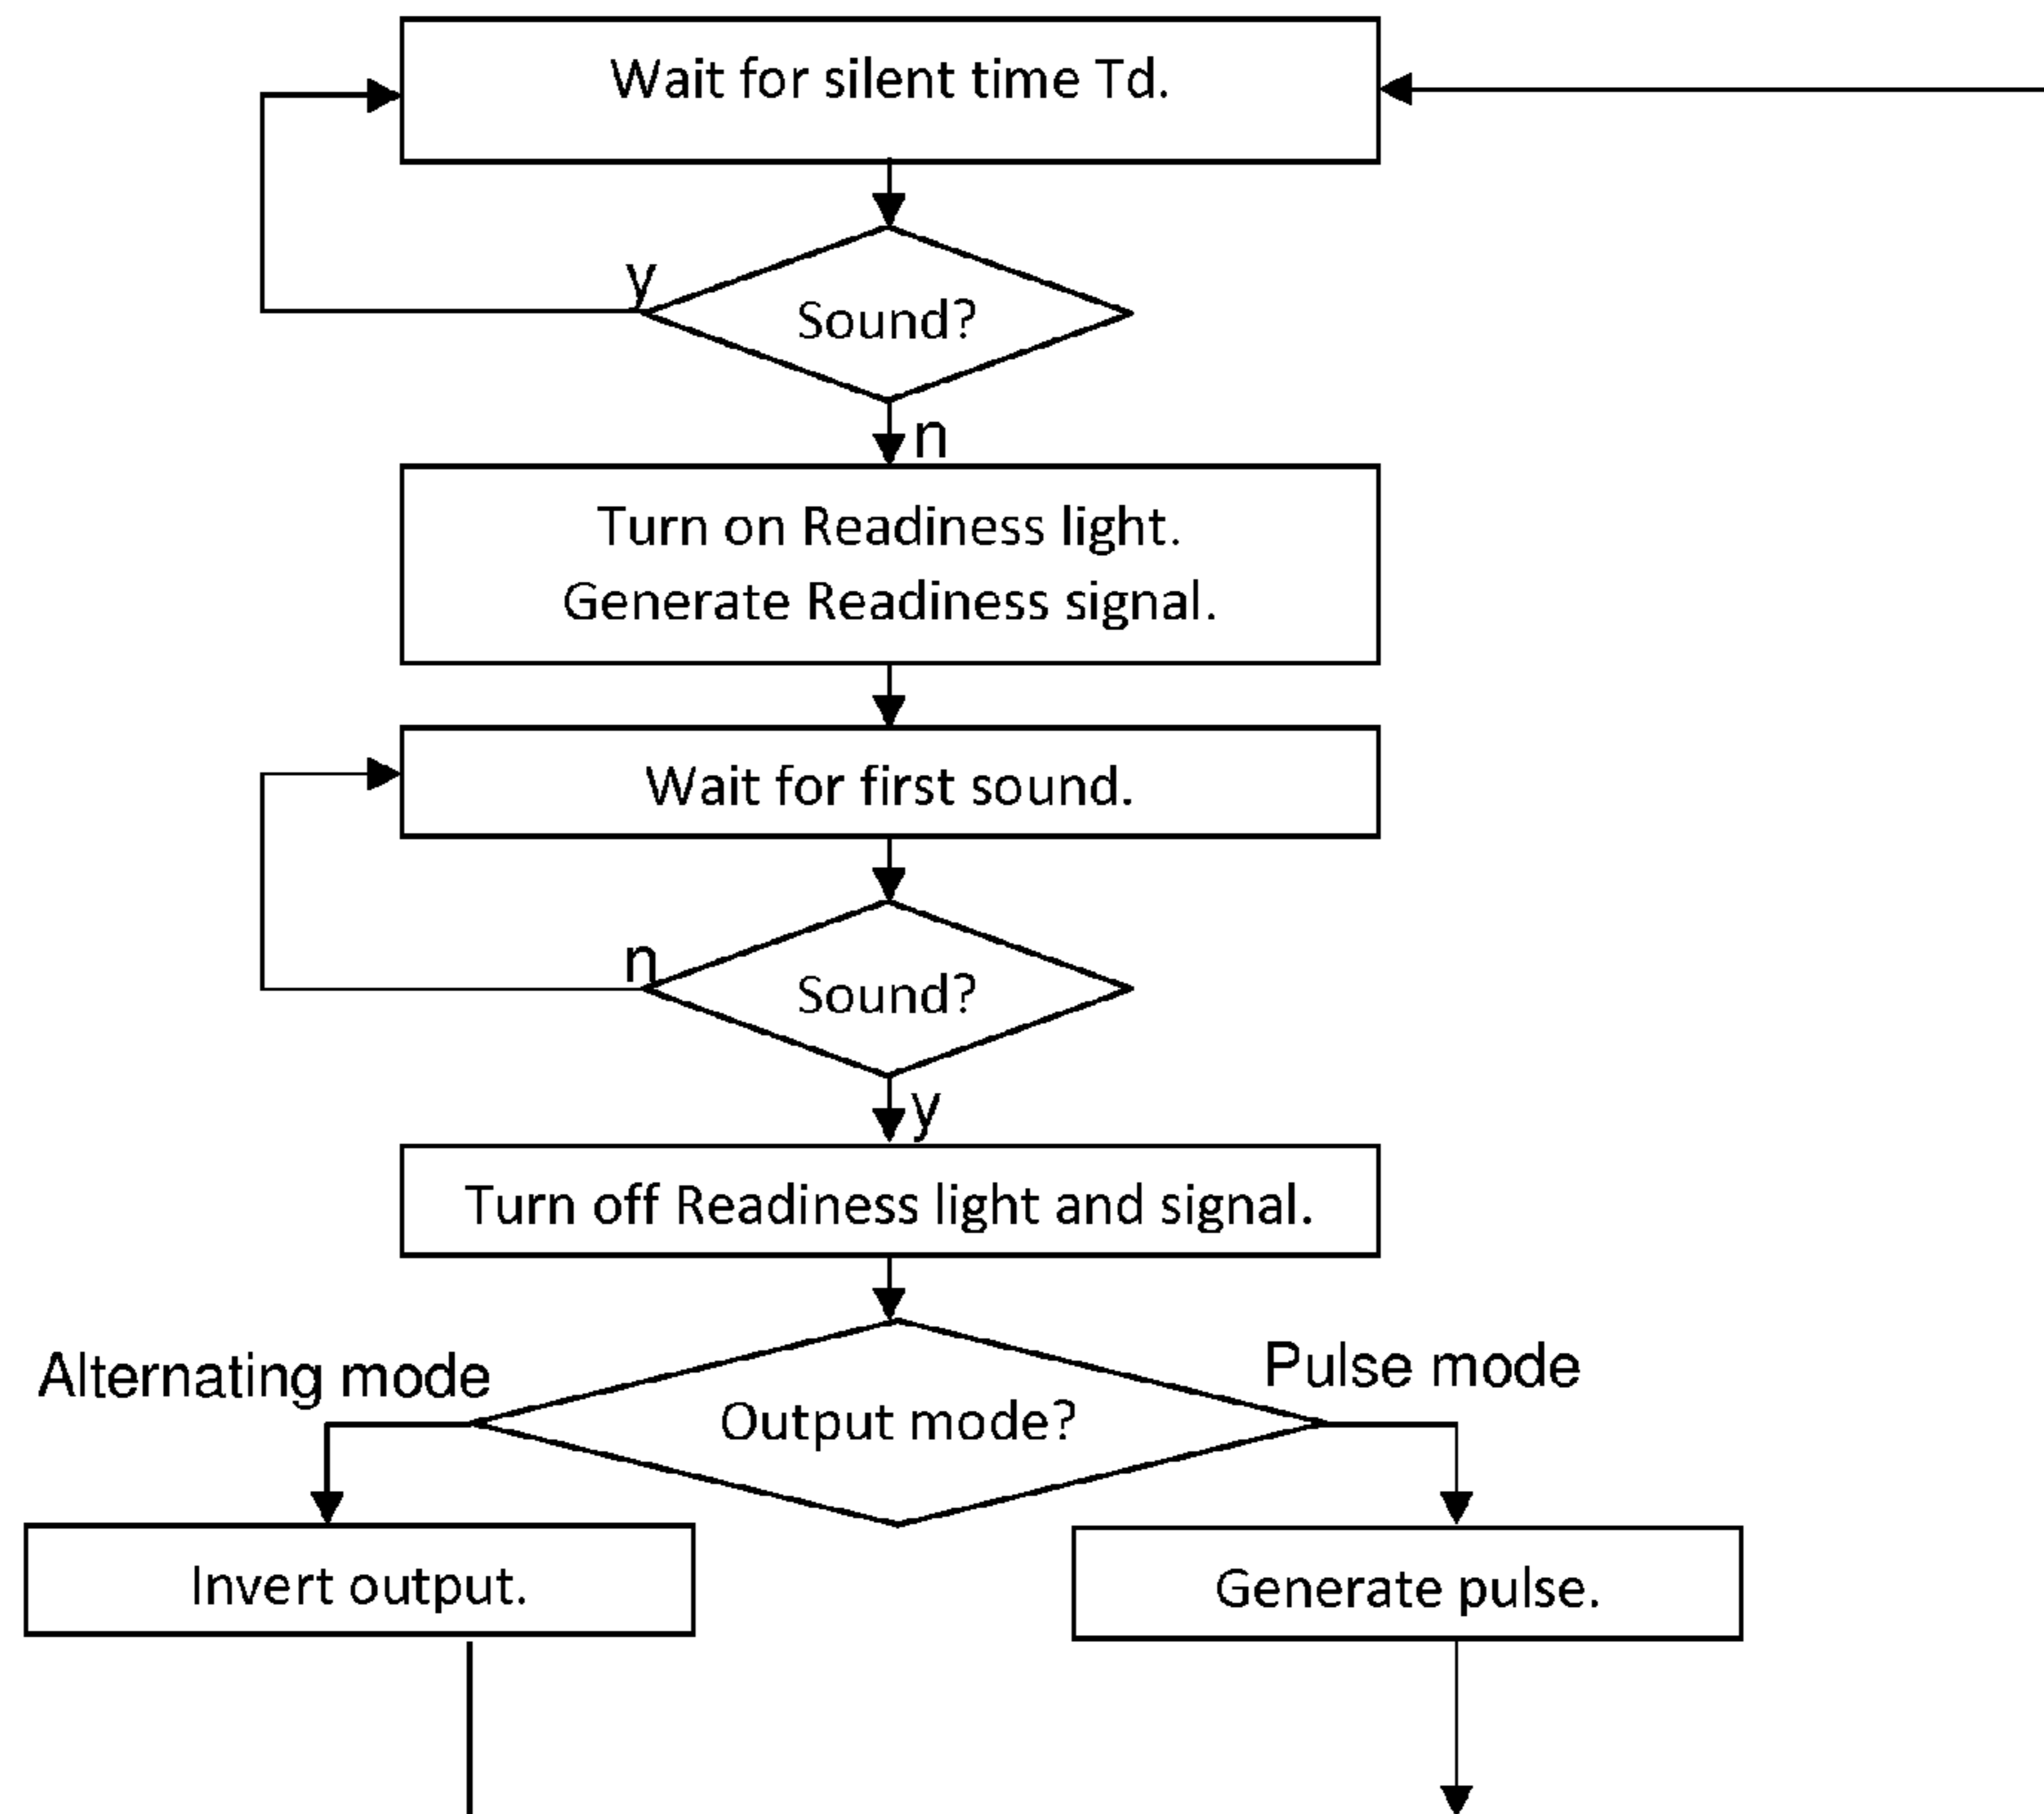 Wait for silent time Td.
y
Sound?
n
Turn on Readiness light.
Generate Readiness signal.
Wait for first sound.
n
Sound?
y
Turn off Readiness light and signal.
Alternating mode
Pulse mode
Output mode?
Invert output.
Generate pulse.